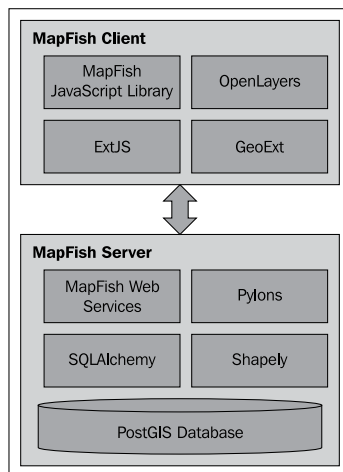 MapFish Client
MapFish
JavaScript Library
OpenLayers
ExtJS
GeoExt
MapFish Server
MapFish Web
Services
Pylons
SQLAlchemy
Shapely
PostGIS Database